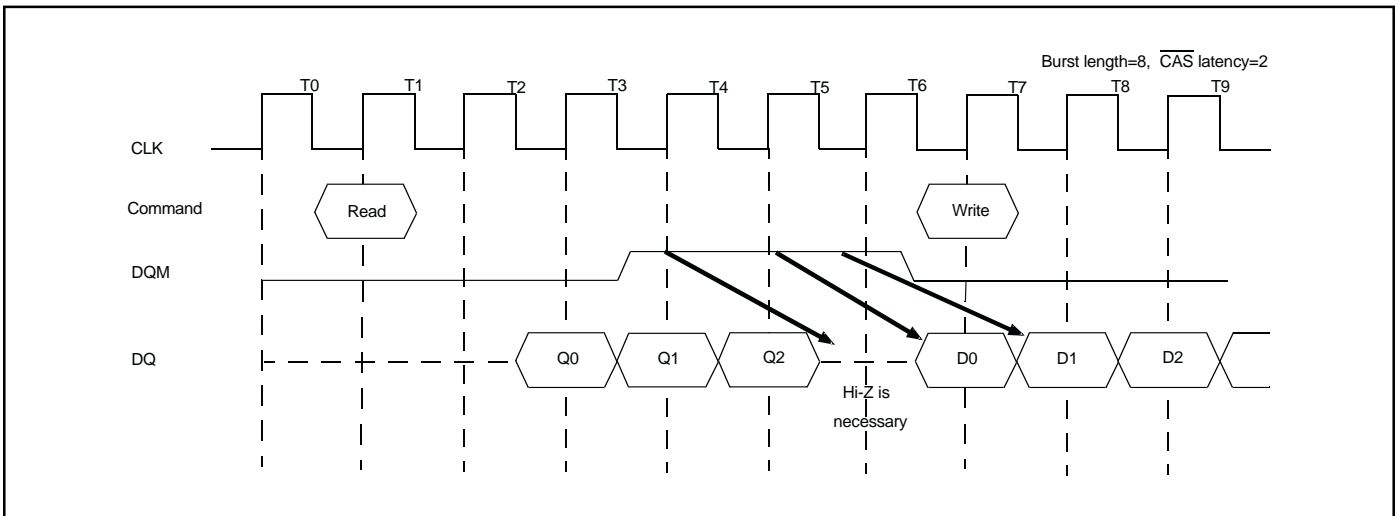 Burst length=8, CAS latency=2
T0 T1 T2 T3 T4 T5 T6 T7 T8 T9
CLK
Command Read Write
DQM
DQ Q0 Q1 Q2 D0 D1 D2
Hi-Z is
necessary